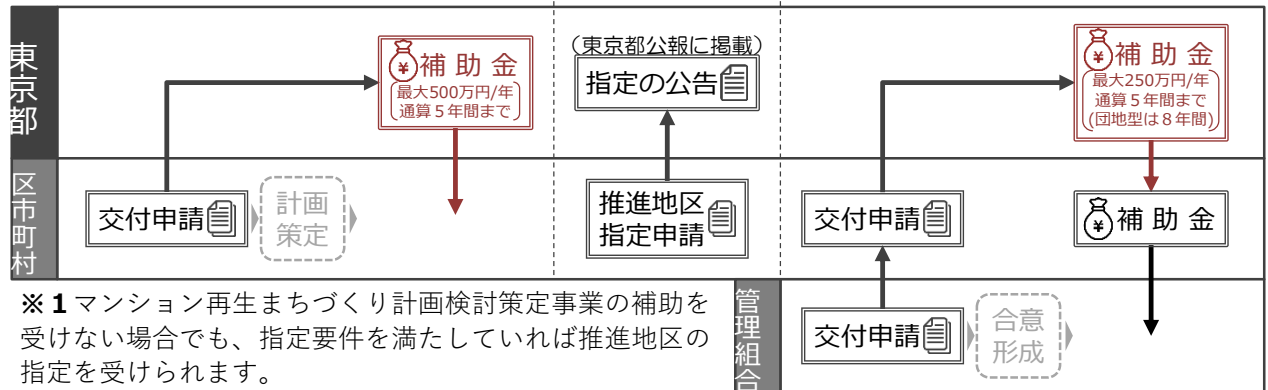 東京都
補助金
最大500万円/年
通算5年間まで
(東京都公報に掲載)
指定の公告
補助金
最大250万円/年
通算5年間まで
(団地型は8年間)
区市町村
交付申請
計画
策定
推進地区
指定申請
交付申請
補助金
※1マンション再生まちづくり計画検討策定事業の補助を
受けない場合でも、指定要件を満たしていれば推進地区の
指定を受けられます。
管理組合
交付申請
合意
形成